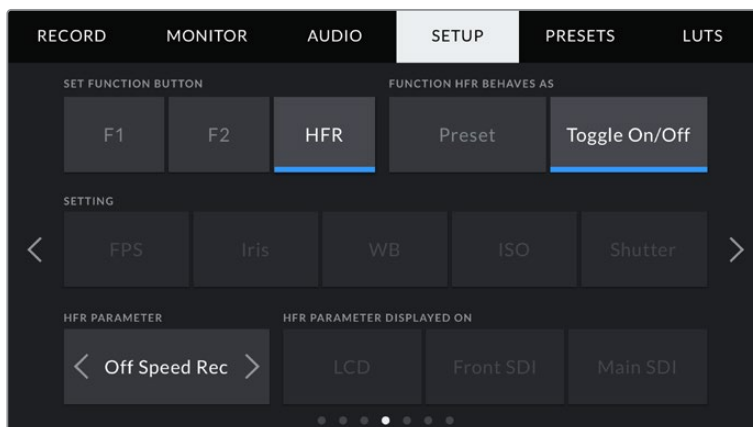 RECORD MONITOR AUDIO SETUP PRESETS LUTS
SET FUNCTION BUTTON FUNCTION HFR BEHAVES AS
F1 F2 HFR Preset Toggle On/Off
SETTING
FPS Iris WB ISO Shutter
HFR PARAMETER HFR PARAMETER DISPLAYED ON
Off Speed Rec LCD Front SDI Main SDI